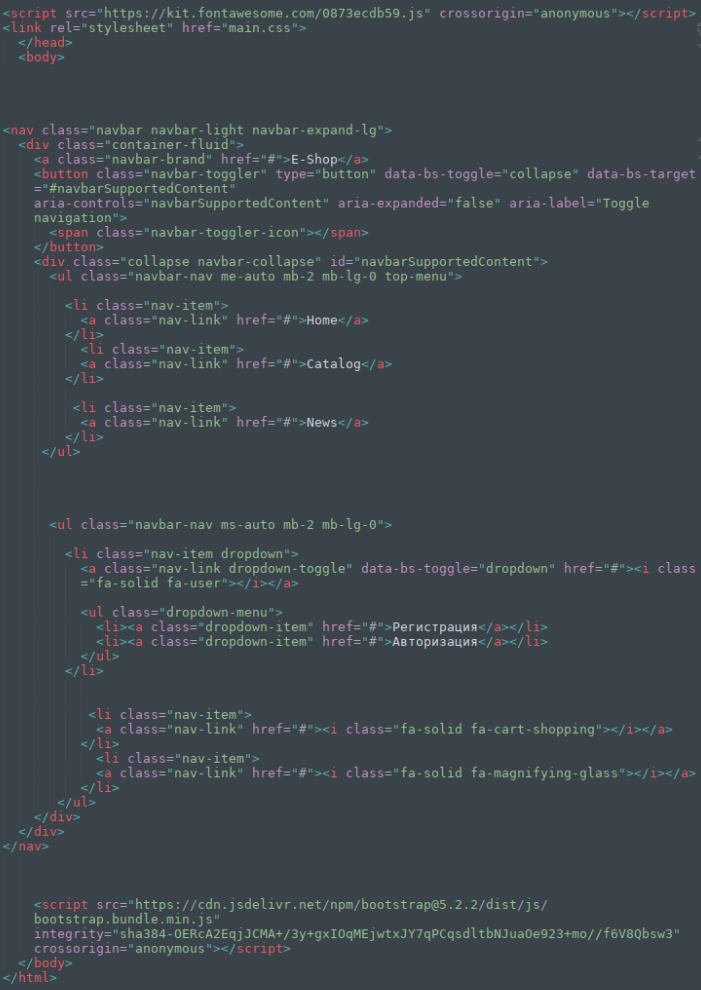 <script src="https://kit.fontawesome.com/0873ecdb59.js" crossorigin="anonymous"></script>
<link rel="stylesheet" href="main.css">
</head>
<body>
<nav class="navbar navbar-light navbar-expand-lg">
<div class="container-fluid">
<a class="navbar-brand" href="#">E-Shop</a>
<button class="navbar-toggler" type="button" data-bs-toggle="collapse" data-bs-target
="#navbarSupportedContent"
aria-controls="navbarSupportedContent" aria-expanded="false" aria-label="Toggle
navigation">
<span class="navbar-toggler-icon"></span>
</button>
<div class="collapse navbar-collapse" id="navbarSupportedContent">
<ul class="navbar-nav me-auto mb-2 mb-lg-0 top-menu">
<li class="nav-item">
<a class="nav-link" href="#">Home</a>
</li>
<li class="nav-item">
<a class="nav-link" href="#">Catalog</a>
</li>
<li class="nav-item">
<a class="nav-link" href="#">News</a>
</li>
</ul>
<ul class="navbar-nav ms-auto mb-2 mb-lg-0">
<li class="nav-item dropdown">
<a class="nav-link dropdown-toggle" data-bs-toggle="dropdown" href="#"><i class
="fa-solid fa-user"></i></a>
<ul class="dropdown-menu">
<li><a class="dropdown-item" href="#">Регистрация</a></li>
<li><a class="dropdown-item" href="#">Авторизация</a></li>
</ul>
</li>
<li class="nav-item">
<a class="nav-link" href="#"><i class="fa-solid fa-cart-shopping"></i></a>
</li>
<li class="nav-item">
<a class="nav-link" href="#"><i class="fa-solid fa-magnifying-glass"></i></a>
</li>
</ul>
</div>
</div>
</nav>
<script src="https://cdn.jsdelivr.net/npm/bootstrap@5.2.2/dist/js/
bootstrap.bundle.min.js"
integrity="sha384-OERcA2EqjJCMA+/3y+gxIOqMEjwtxJY7qPCqsdltbNJuaOe923+mo//f6V8Qbsw3"
crossorigin="anonymous"></script>
</body>
</html>